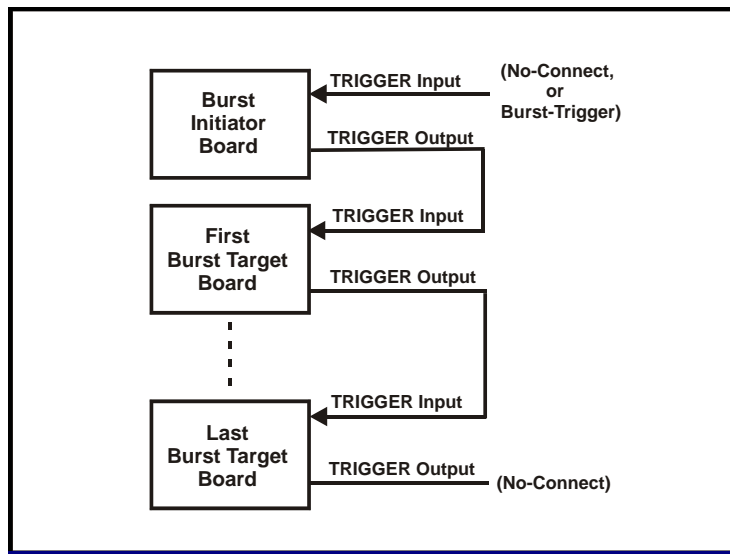 TRIGGER Input
(No-Connect,
or
Burst-Trigger)
Burst
Initiator
Board
TRIGGER Output
TRIGGER Input
First
Burst Target
Board
TRIGGER Output
TRIGGER Input
Last
Burst Target
Board
TRIGGER Output
(No-Connect)